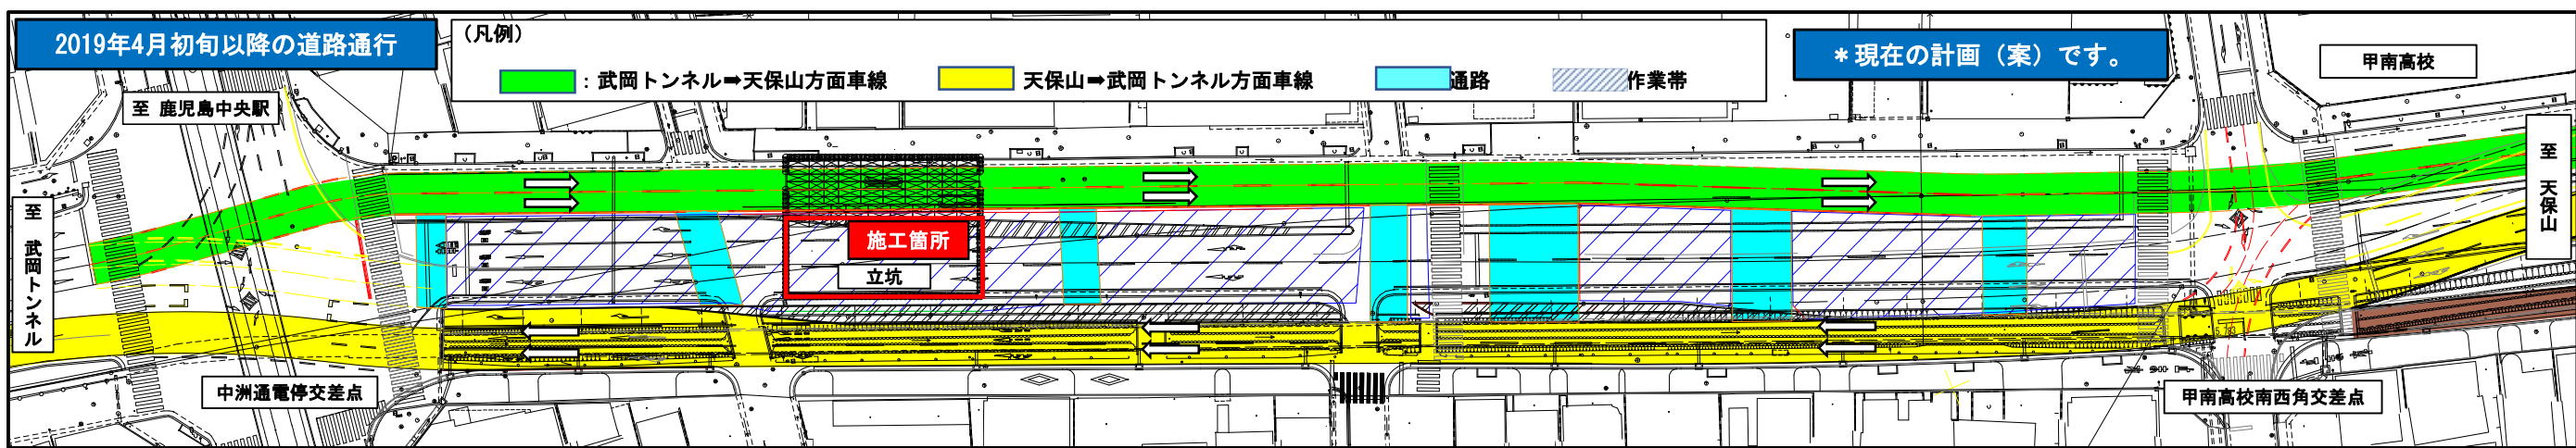 2019年4月初旬以降の道路通行
(凡例)
：武岡トンネル➡天保山方面車線
天保山➡武岡トンネル方面車線
通路
作業帯
＊現在の計画（案）です。
甲南高校
至 鹿児島中央駅
至 武岡トンネル
至 天保山
施工箇所
立坑
中洲通電停交差点
甲南高校南西角交差点